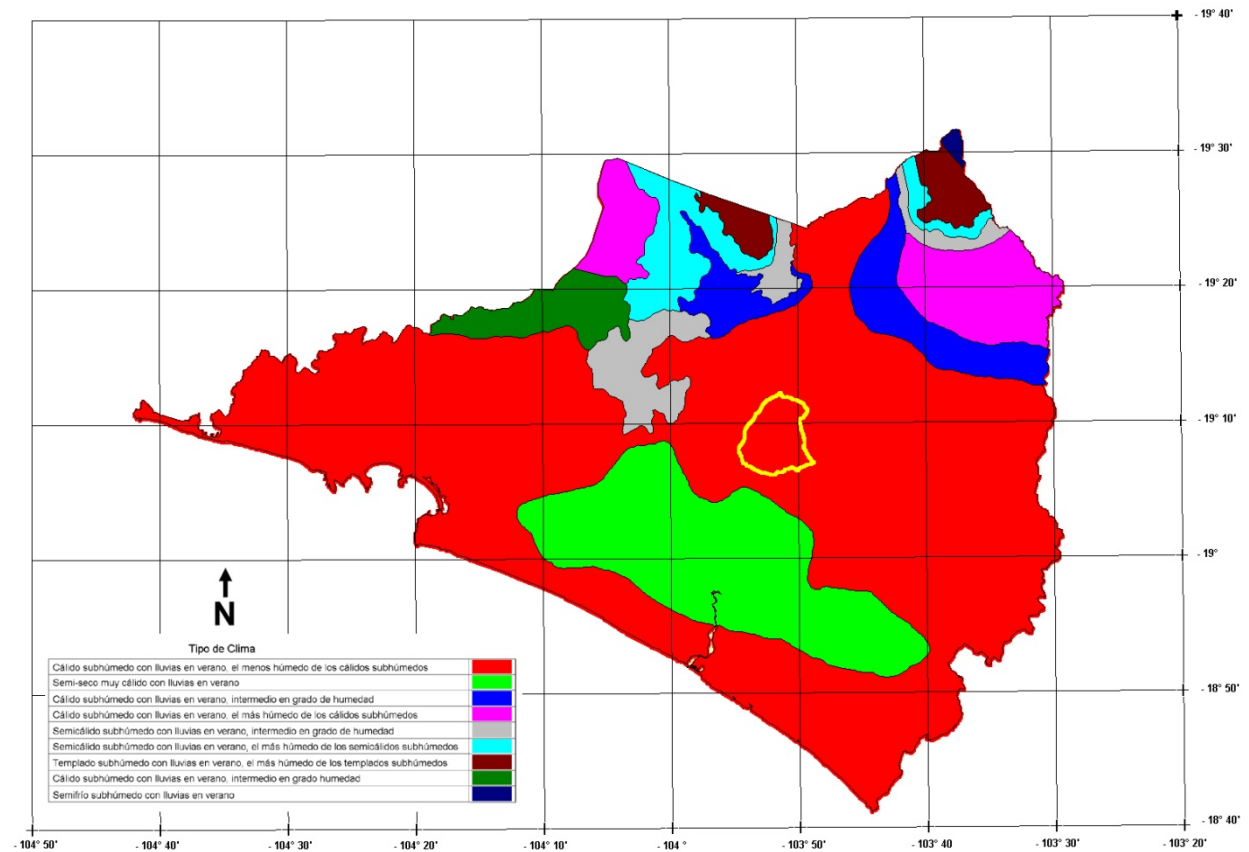 - 19° 40'
- 19° 30'
- 19° 20'
- 19° 10'
- 19°
- 18° 50'
- 18° 40'
N
Tipo de Clima
Cálido subhúmedo con lluvias en verano, el menos húmedo de los cálidos subhúmedos
Semi-seco muy cálido con lluvias en verano
Cálido subhúmedo con lluvias en verano, intermedio en grado de humedad
Cálido subhúmedo con lluvias en verano, el más húmedo de los cálidos subhúmedos
Semicálido subhúmedo con lluvias en verano, intermedio en grado de humedad
Semicálido subhúmedo con lluvias en verano, el más húmedo de los semicálidos subhúmedos
Templado subhúmedo con lluvias en verano, el más húmedo de los templados subhúmedos
Cálido subhúmedo con lluvias en verano, intermedio en grado humedad
Semifrío subhúmedo con lluvias en verano
- 104° 50' - 104° 40' - 104° 30' - 104° 20' - 104° 10' - 104° - 103° 50' - 103° 40' - 103° 30' - 103° 20'